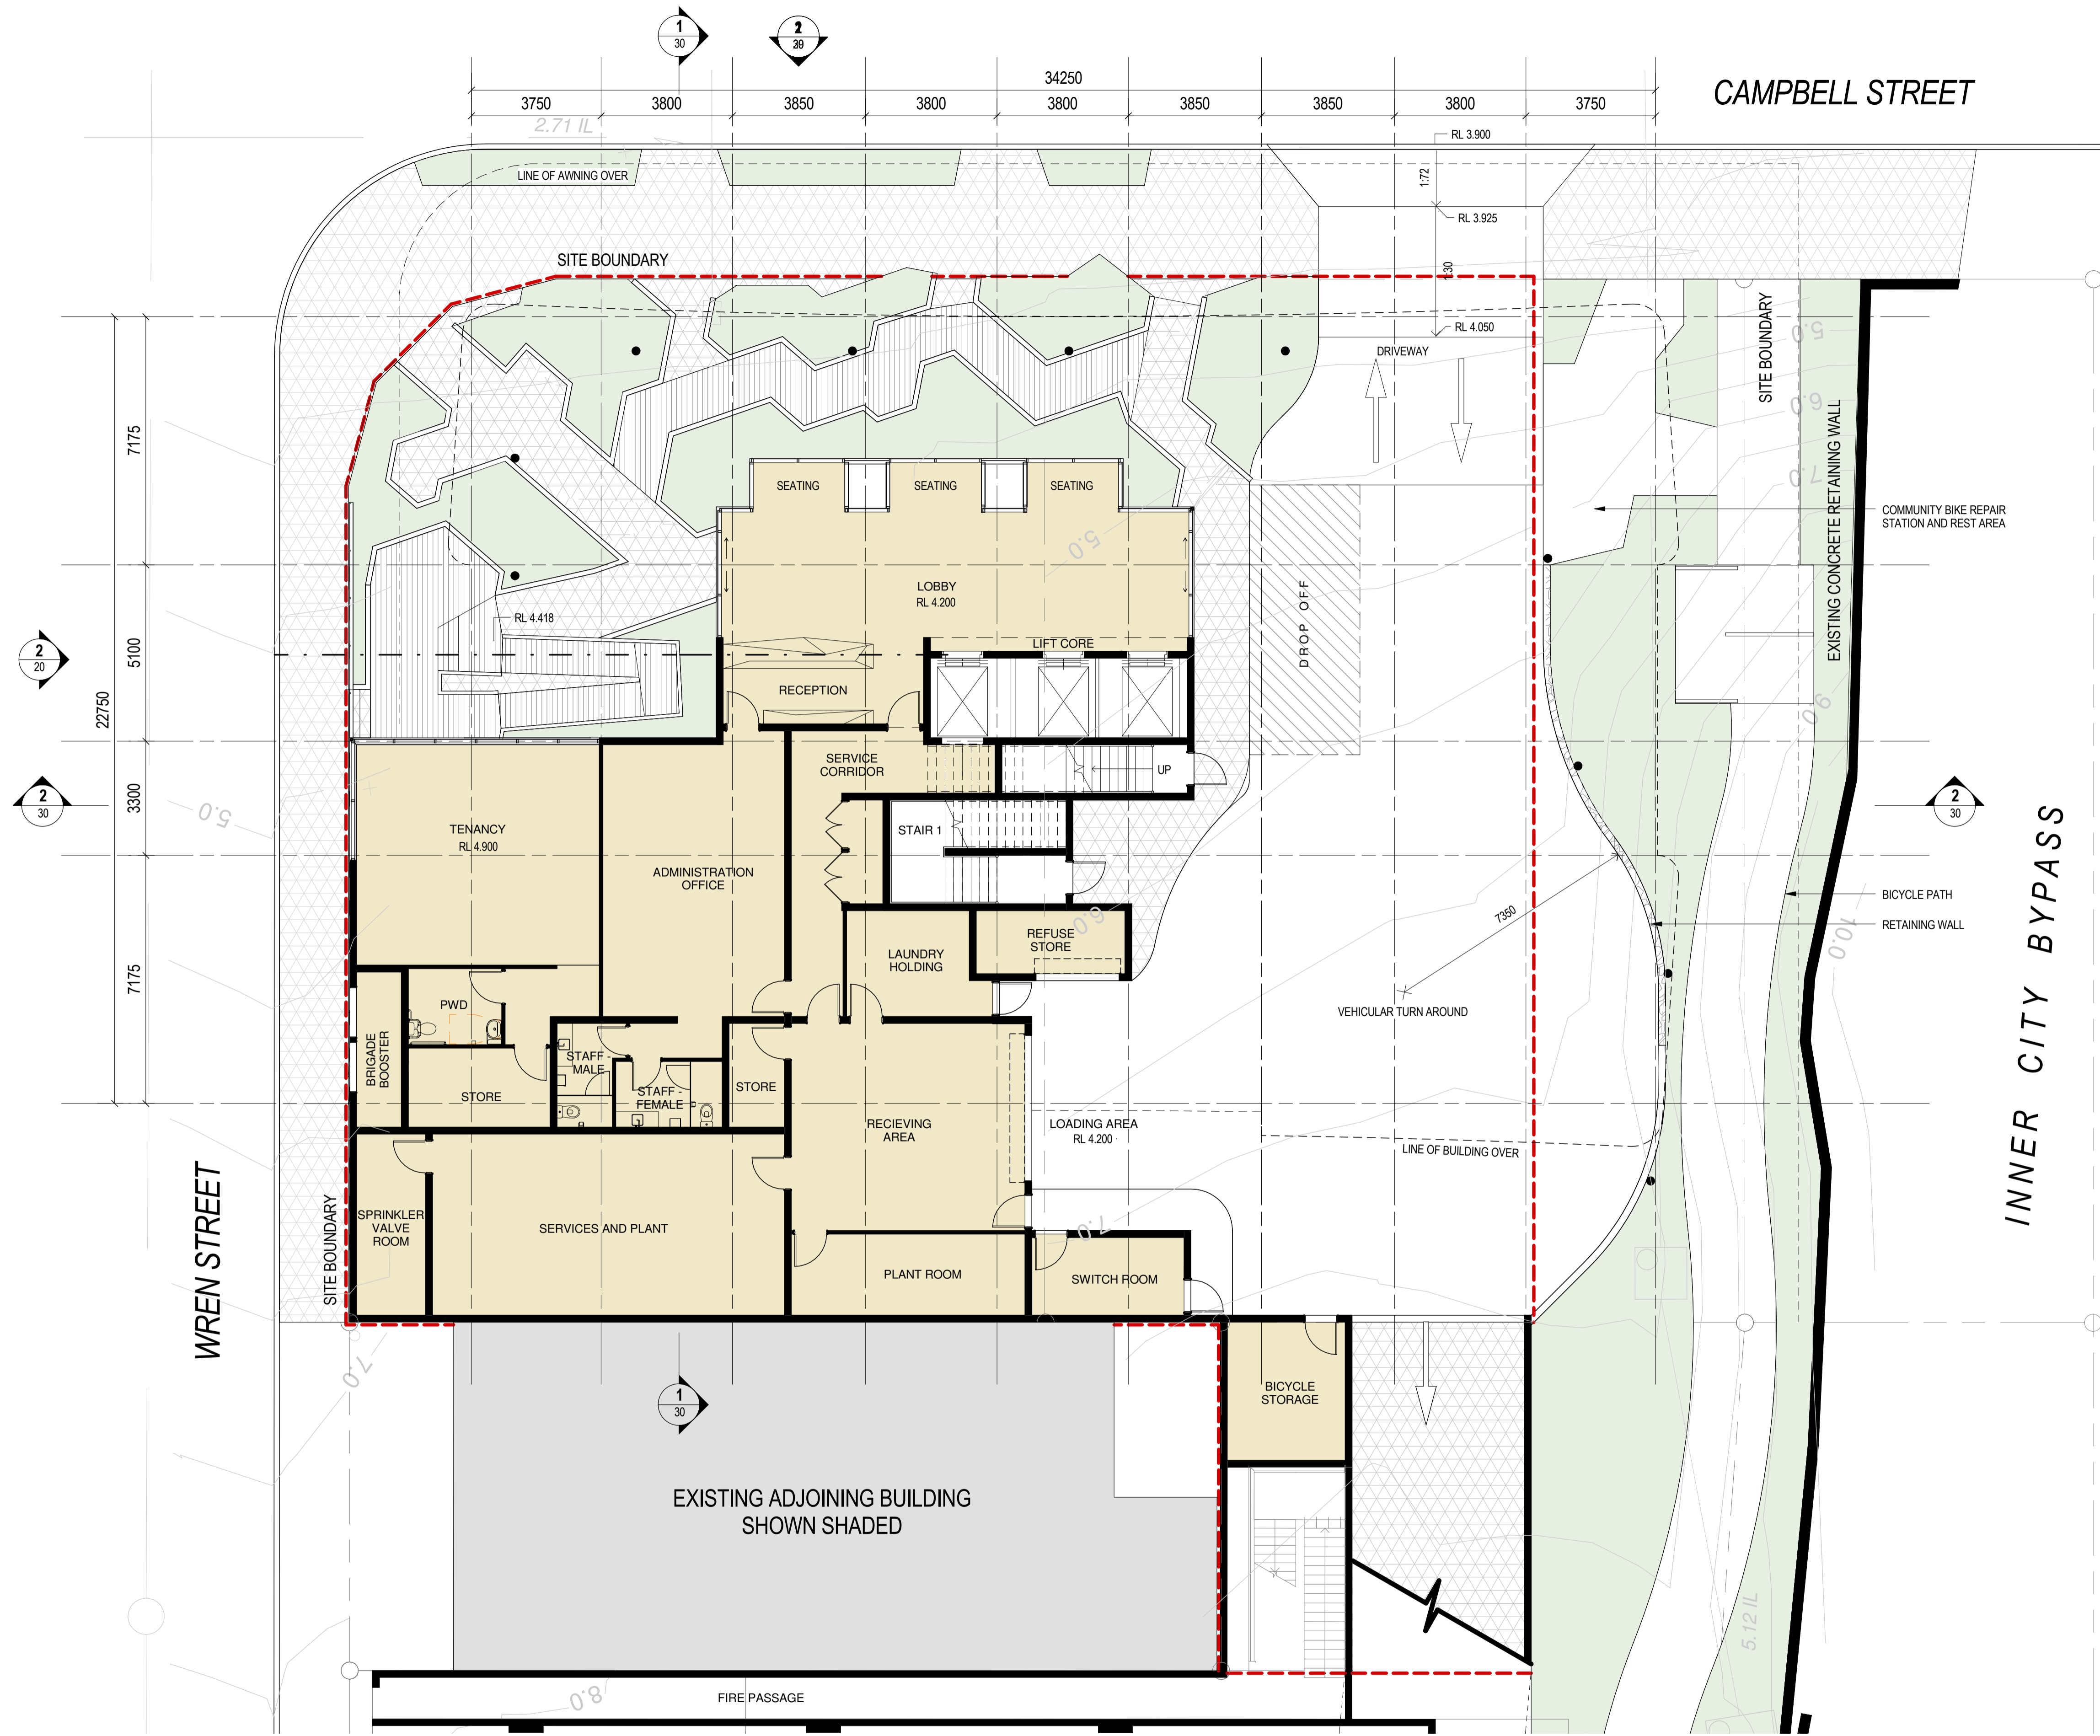 1
30
2
39
34250
CAMPBELL STREET
3750
3800
3850
3800
3800
3850
3850
3800
3750
2.71 IL
RL 3.900
LINE OF AWNING OVER
1:72
RL 3.925
SITE BOUNDARY
1:30
RL 4.050
DRIVEWAY
SITE BOUNDARY
5.0
6.0
7.0
EXISTING CONCRETE RETAINING WALL
7175
SEATING
SEATING
SEATING
COMMUNITY BIKE REPAIR
STATION AND REST AREA
5.0
LOBBY
RL 4.200
DROP OFF
RL 4.418
LIFT CORE
2
20
5100
RECEPTION
22750
9.0
SERVICE
CORRIDOR
UP
2
30
3300
5.0
2
30
TENANCY
RL 4.900
STAIR 1
ADMINISTRATION
OFFICE
BICYCLE PATH
7350
6.0
RETAINING WALL
10.0
REFUSE
STORE
LAUNDRY
HOLDING
7175
PWD
VEHICULAR TURN AROUND
INNER CITY BYPASS
BRIGADE
BOOSTER
STAFF -
MALE
STORE
STAFF -
FEMALE
STORE
RECIEVING
AREA
LOADING AREA
RL 4.200
LINE OF BUILDING OVER
WREN STREET
SITE BOUNDARY
SPRINKLER
VALVE
ROOM
SERVICES AND PLANT
7.0
PLANT ROOM
SWITCH ROOM
7.0
1
30
BICYCLE
STORAGE
EXISTING ADJOINING BUILDING
SHOWN SHADED
5.12 IL
8.0
FIRE PASSAGE